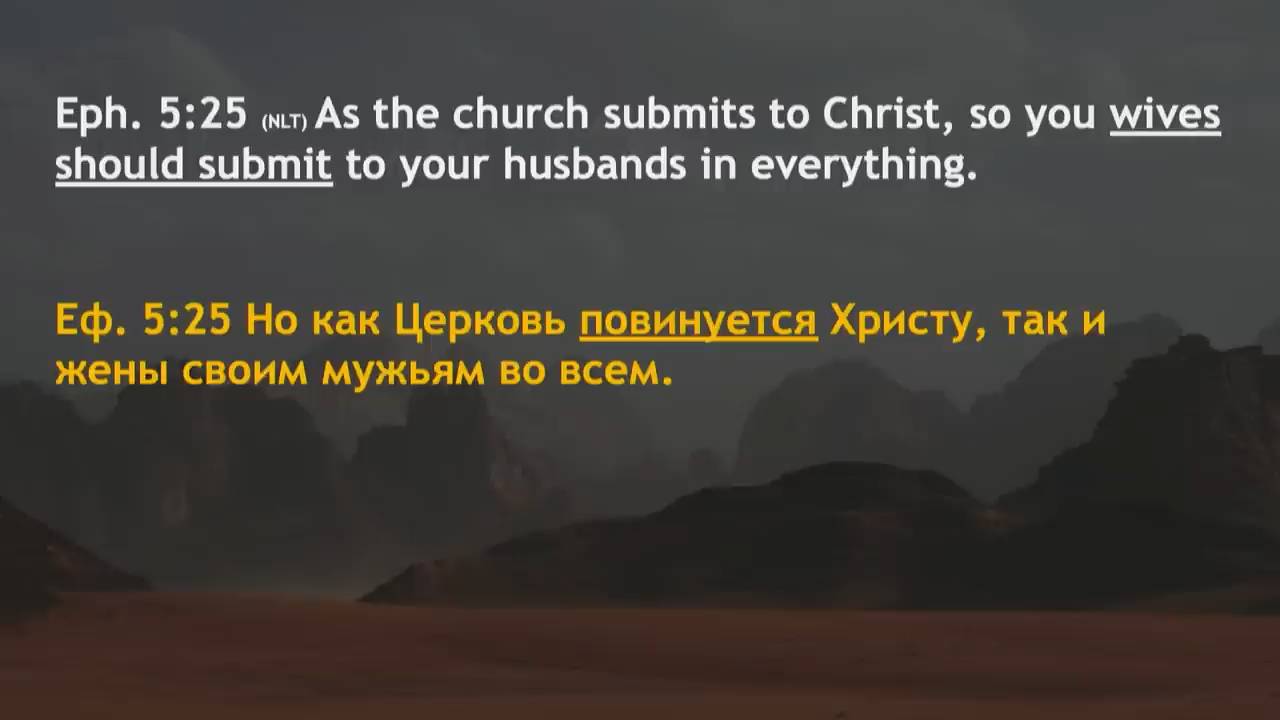 Eph. 5:25 (NLT) As the church submits to Christ, so you wives
should submit to your husbands in everything.
Еф. 5:25 Но как Церковь повинуется Христу, так и
жены своим мужьям во всем.